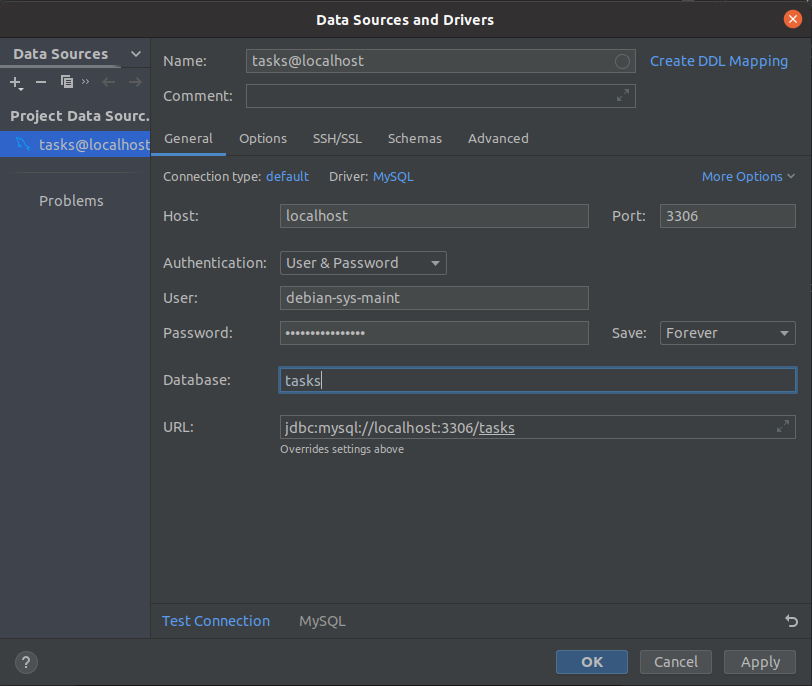 Data Sources and Drivers
Data Sources
Project Data Sourc.
tasks@localhost
Problems
Name: tasks@localhost Create DDL Mapping
Comment:
General Options SSH/SSL Schemas Advanced
Connection type: default Driver: MySQL More Options
Host: localhost Port: 3306
Authentication: User & Password
User: debian-sys-maint
Password: •••••••••••••••• Save: Forever
Database: tasks
URL: jdbc:mysql://localhost:3306/tasks
Overrides settings above
Test Connection MySQL
? OK Cancel Apply